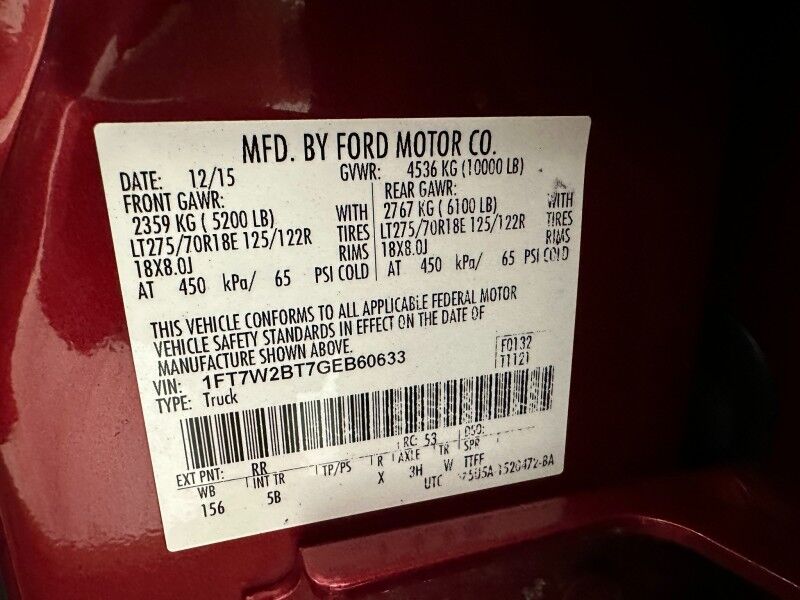 MFD. BY FORD MOTOR CO.
DATE: 12/15 GVWR: 4536 KG (10000 LB)
FRONT GAWR: REAR GAWR:
2359 KG ( 5200 LB) WITH 2767 KG ( 6100 LB) WITH
LT275/70R18E 125/122R TIRES LT275/70R18E 125/122R TIRES
18X8.0J RIMS 18X8.0J RIMS
AT 450 kPa/ 65 PSI COLD AT 450 kPa/ 65 PSI COLD
THIS VEHICLE CONFORMS TO ALL APPLICABLE FEDERAL MOTOR
VEHICLE SAFETY STANDARDS IN EFFECT ON THE DATE OF
MANUFACTURE SHOWN ABOVE.
F0132
T1121
VIN: 1FT7W2BT7GEB60633
TYPE: Truck
RC: 53 DSO:
EXT PNT: RR
WB INT TR TP/PS R AXLE TR SPR
156 5B X 3H W TTFF
UTC